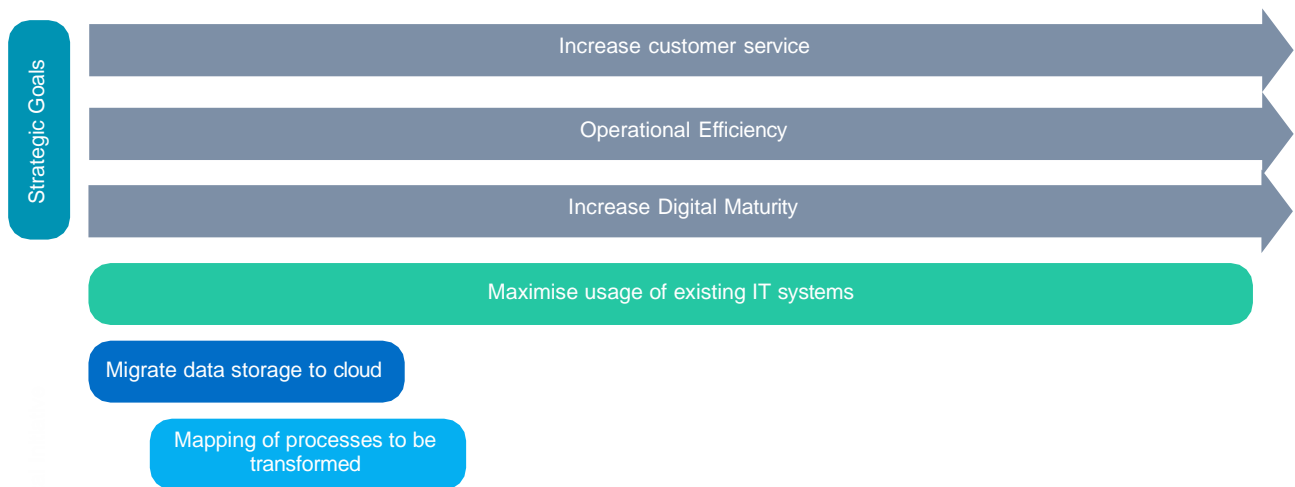 Strategic Goals
Increase customer service
Operational Efficiency
Increase Digital Maturity
Maximise usage of existing IT systems
Migrate data storage to cloud
Mapping of processes to be
transformed